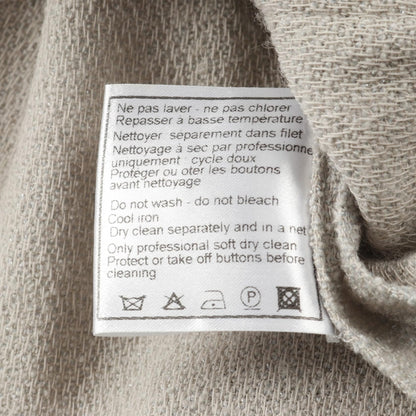 Ne pas laver - ne pas chlorer
Repasser à basse température
Nettoyer separement dans filet
Nettoyage à sec par professionne
uniquement : cycle doux
Proteger ou oter les boutons
avant nettoyage
Do not wash - do not bleach
Cool iron
Dry clean separately and in a net
Only professional soft dry clean
Protect or take off buttons before
cleaning
P